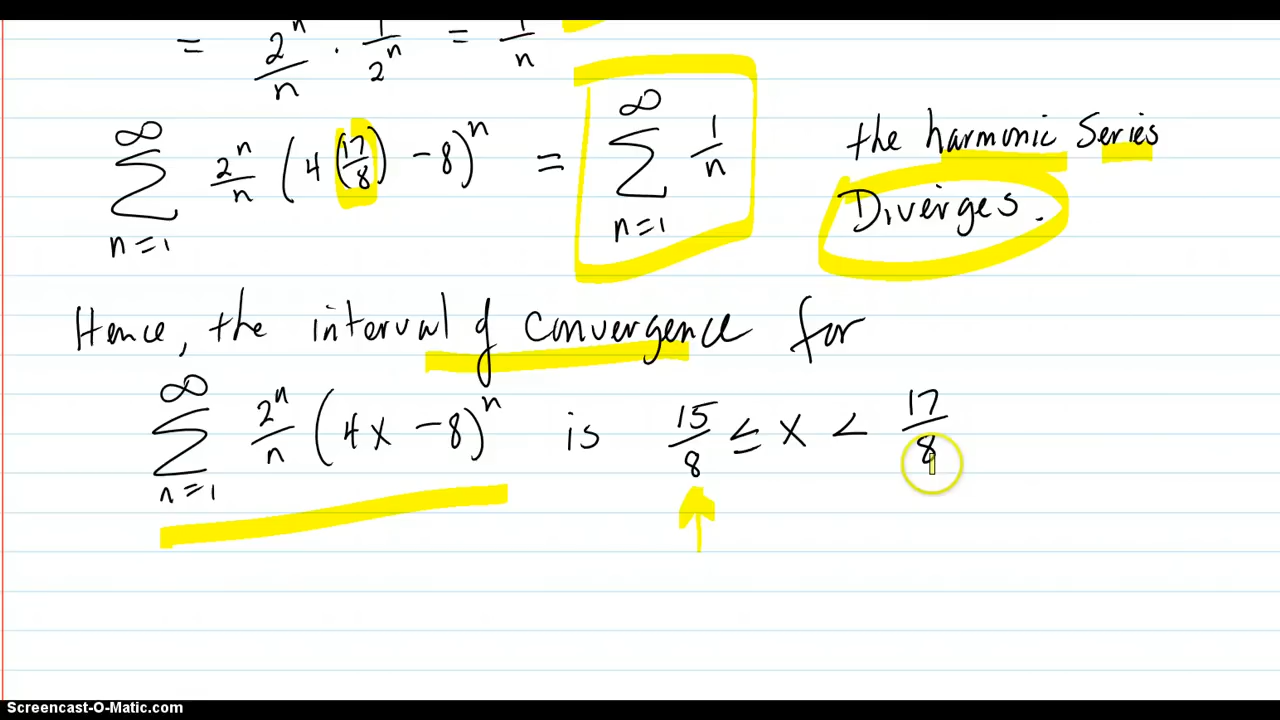 = 2^n/n · 1/2^n = 1/n
∞ Σ n=1 2^n/n (4(17/8) - 8)^n = ∞ Σ n=1 1/n the harmonic Series
Diverges.
Hence, the interval of convergence for
∞ Σ n=1 2^n/n (4x - 8)^n is 15/8 ≤ x < 17/8
Screencast-O-Matic.com